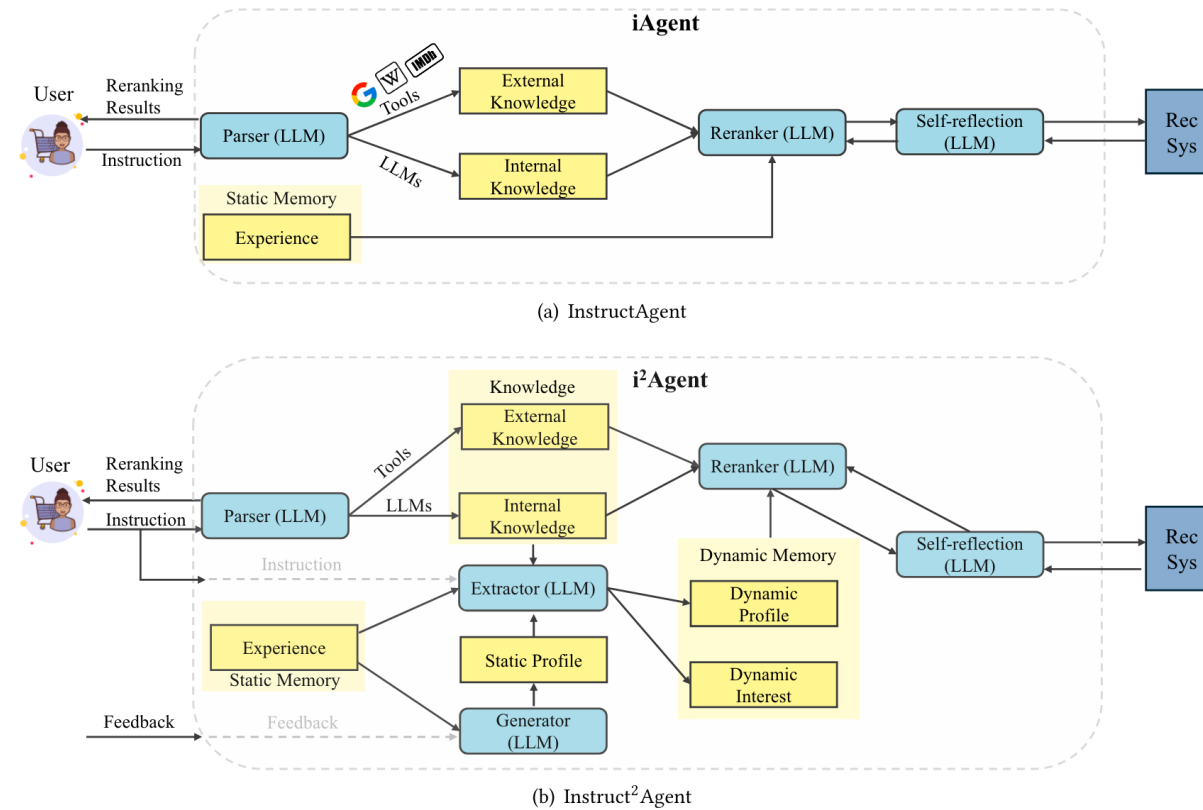 iAgent
User
Reranking
Results
Instruction
Parser (LLM)
W
IMDb
Tools
LLMs
External
Knowledge
Internal
Knowledge
Reranker (LLM)
Self-reflection
(LLM)
Rec
Sys
Static Memory
Experience
(a) InstructAgent
i²Agent
Knowledge
External
Knowledge
User
Reranking
Results
Instruction
Parser (LLM)
Tools
LLMs
Internal
Knowledge
Reranker (LLM)
Self-reflection
(LLM)
Rec
Sys
Instruction
Extractor (LLM)
Dynamic Memory
Dynamic
Profile
Experience
Static Memory
Static Profile
Dynamic
Interest
Feedback
Feedback
Generator
(LLM)
(b) Instruct²Agent